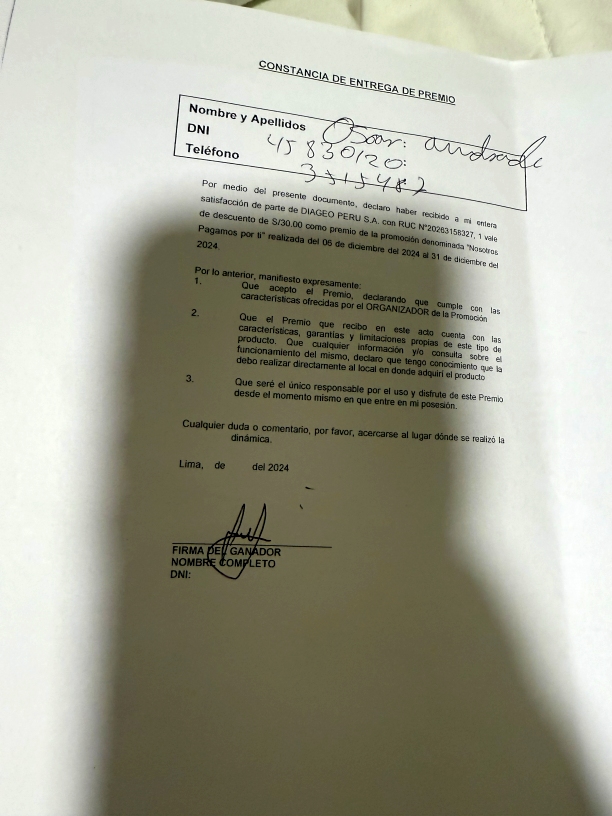 CONSTANCIA DE ENTREGA DE PREMIO
Nombre y Apellidos Oscar: andrade
DNI 45830120:
Teléfono 3315482
Por medio del presente documento, declaro haber recibido a mi entera
satisfacción de parte de DIAGEO PERU S.A. con RUC N°20263158327, 1 vale
de descuento de S/30.00 como premio de la promoción denominada "Nosotros
Pagamos por ti" realizada del 06 de diciembre del 2024 al 31 de diciembre del
2024.
Por lo anterior, manifiesto expresamente:
1. Que acepto el Premio, declarando que cumple con las
características ofrecidas por el ORGANIZADOR de la Promoción
2. Que el Premio que recibo en este acto cuenta con las
características, garantías y limitaciones propias de este tipo de
producto. Que cualquier información y/o consulta sobre el
funcionamiento del mismo, declaro que tengo conocimiento que la
debo realizar directamente al local en donde adquirí el producto
3. Que seré el único responsable por el uso y disfrute de este Premio
desde el momento mismo en que entre en mi posesión.
Cualquier duda o comentario, por favor, acercarse al lugar dónde se realizó la
dinámica.
Lima, de del 2024
FIRMA DEL GANADOR
NOMBRE COMPLETO
DNI: